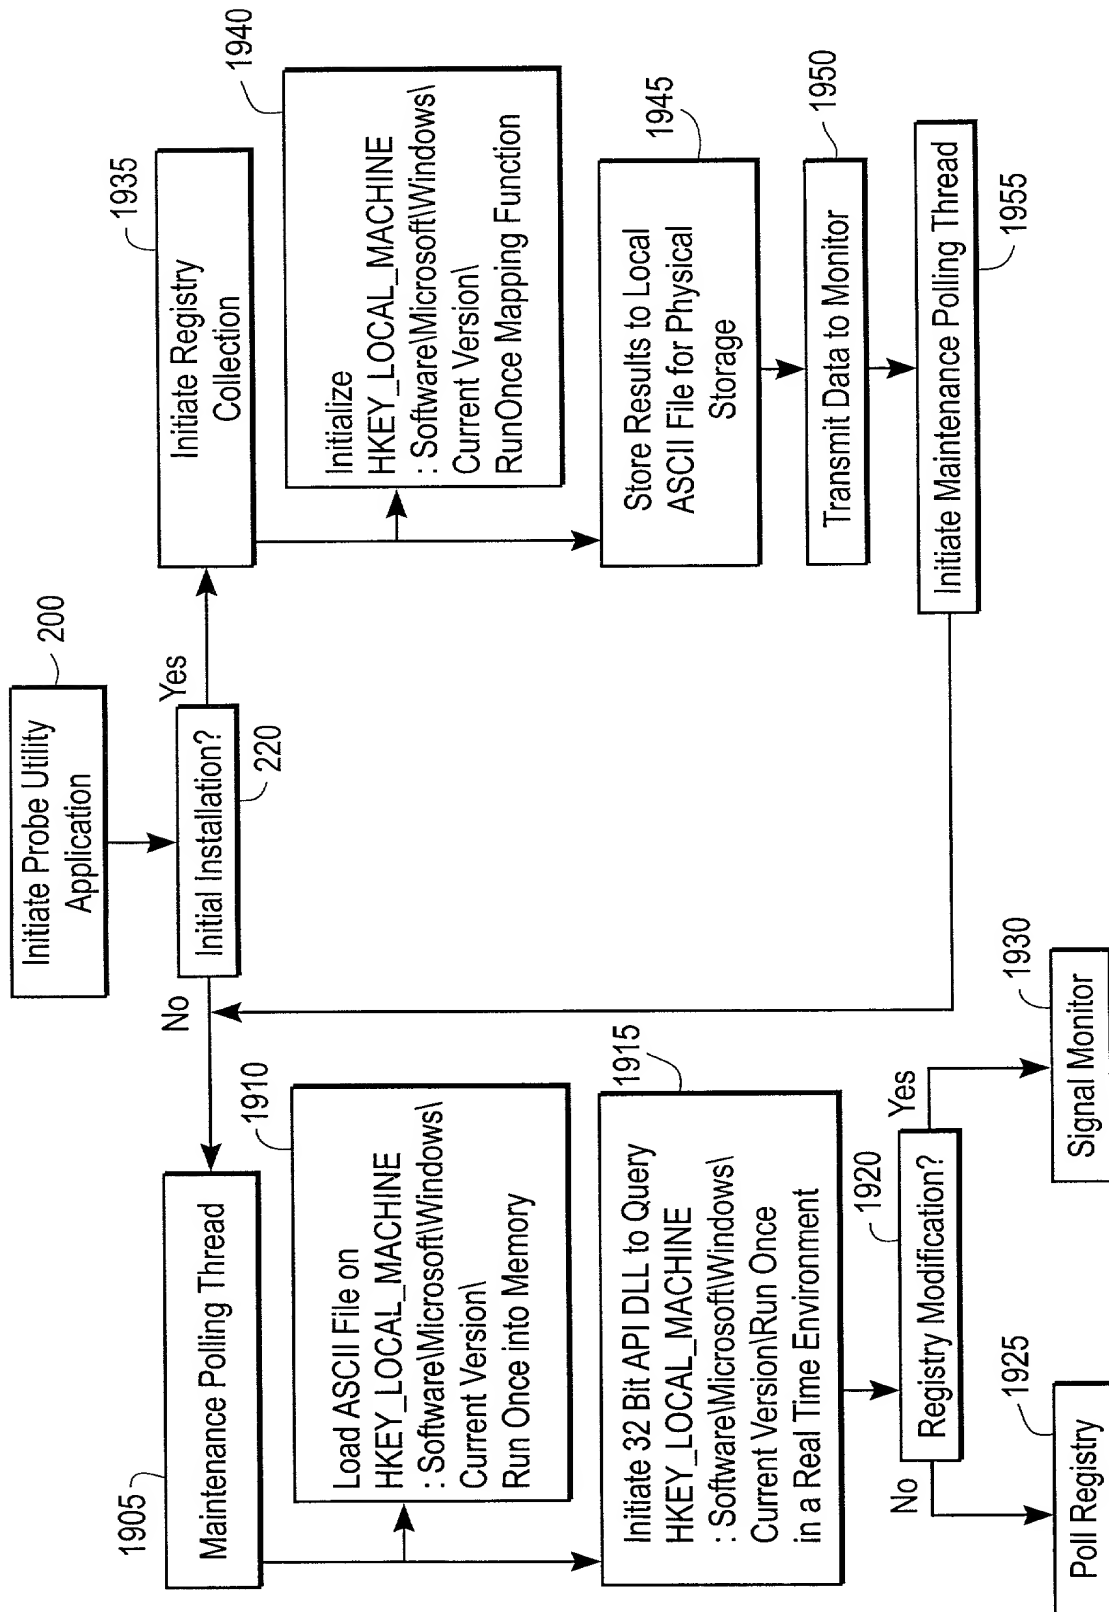 Initiate Probe Utility
Application
200
Initial Installation?
220
No
Yes
1905
Maintenance Polling Thread
1910
Load ASCII File on
HKEY_LOCAL_MACHINE
: Software\Microsoft\Windows\
Current Version\
Run Once into Memory
1915
Initiate 32 Bit API DLL to Query
HKEY_LOCAL_MACHINE
: Software\Microsoft\Windows\
Current Version\Run Once
in a Real Time Environment
1920
Registry Modification?
No
Yes
1925
Poll Registry
1930
Signal Monitor
1935
Initiate Registry
Collection
1940
Initialize
HKEY_LOCAL_MACHINE
: Software\Microsoft\Windows\
Current Version\
RunOnce Mapping Function
1945
Store Results to Local
ASCII File for Physical
Storage
1950
Transmit Data to Monitor
1955
Initiate Maintenance Polling Thread